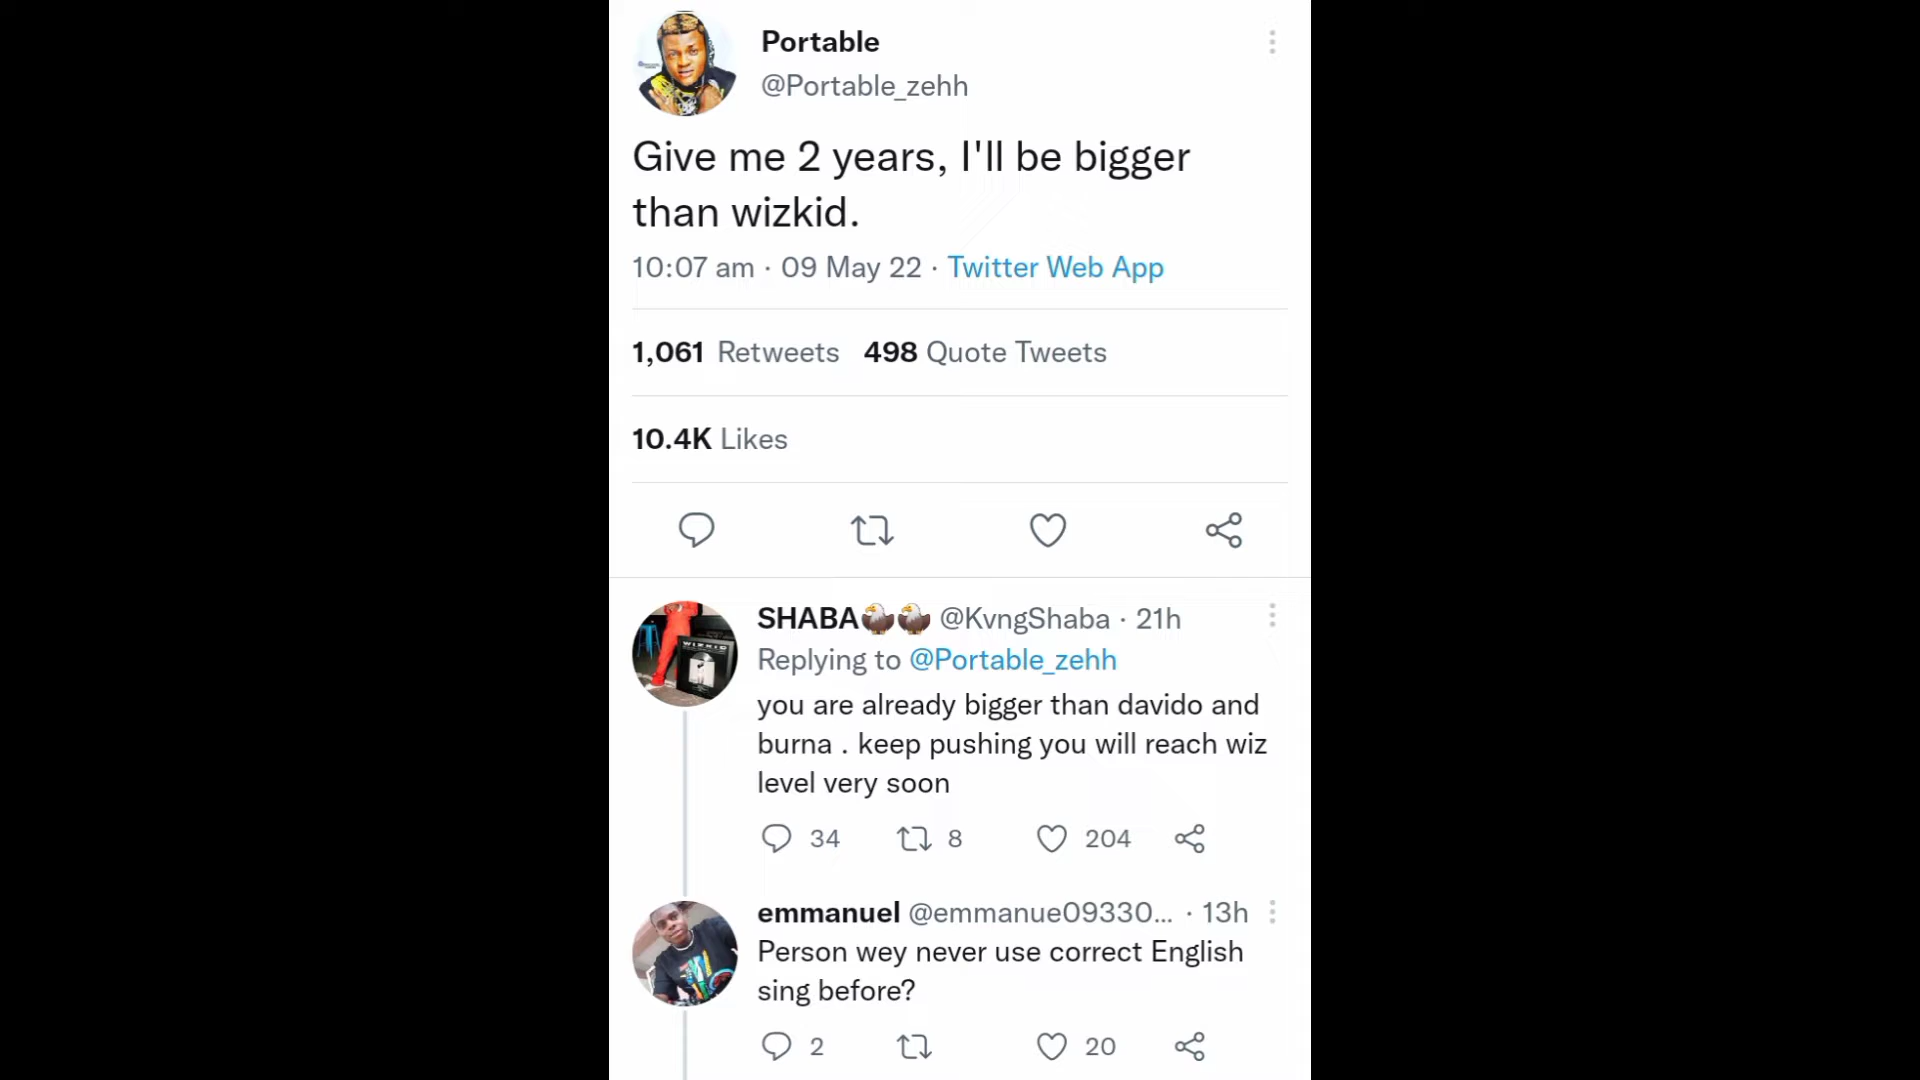 Portable
@Portable_zehh
Give me 2 years, I'll be bigger
than wizkid.
10:07 am · 09 May 22 · Twitter Web App
1,061 Retweets 498 Quote Tweets
10.4K Likes
SHABA🦅🦅 @KvngShaba · 21h
Replying to @Portable_zehh
you are already bigger than davido and
burna . keep pushing you will reach wiz
level very soon
34 8 204
emmanuel @emmanue09330... · 13h
Person wey never use correct English
sing before?
2 20